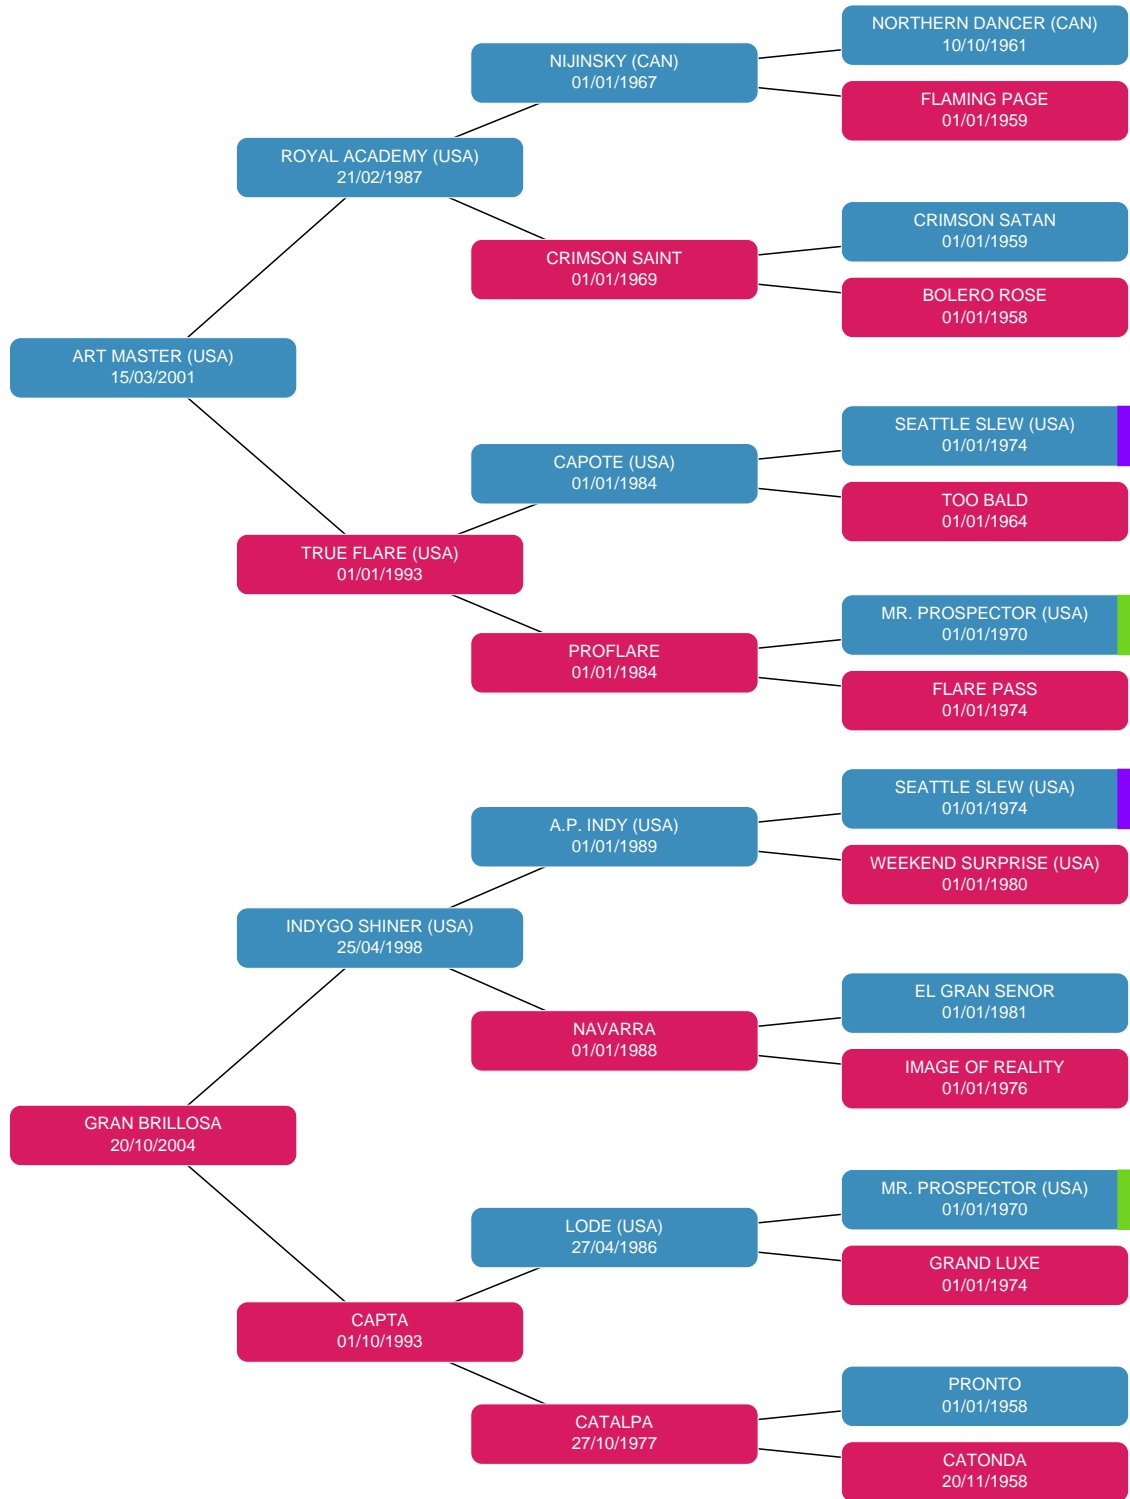 NORTHERN DANCER (CAN)
10/10/1961
NIJINSKY (CAN)
01/01/1967
FLAMING PAGE
01/01/1959
ROYAL ACADEMY (USA)
21/02/1987
CRIMSON SATAN
01/01/1959
CRIMSON SAINT
01/01/1969
BOLERO ROSE
01/01/1958
ART MASTER (USA)
15/03/2001
SEATTLE SLEW (USA)
01/01/1974
CAPOTE (USA)
01/01/1984
TOO BALD
01/01/1964
TRUE FLARE (USA)
01/01/1993
MR. PROSPECTOR (USA)
01/01/1970
PROFLARE
01/01/1984
FLARE PASS
01/01/1974
SEATTLE SLEW (USA)
01/01/1974
A.P. INDY (USA)
01/01/1989
WEEKEND SURPRISE (USA)
01/01/1980
INDYGO SHINER (USA)
25/04/1998
EL GRAN SENOR
01/01/1981
NAVARRA
01/01/1988
IMAGE OF REALITY
01/01/1976
GRAN BRILLOSA
20/10/2004
MR. PROSPECTOR (USA)
01/01/1970
LODE (USA)
27/04/1986
GRAND LUXE
01/01/1974
CAPTA
01/10/1993
PRONTO
01/01/1958
CATALPA
27/10/1977
CATONDA
20/11/1958